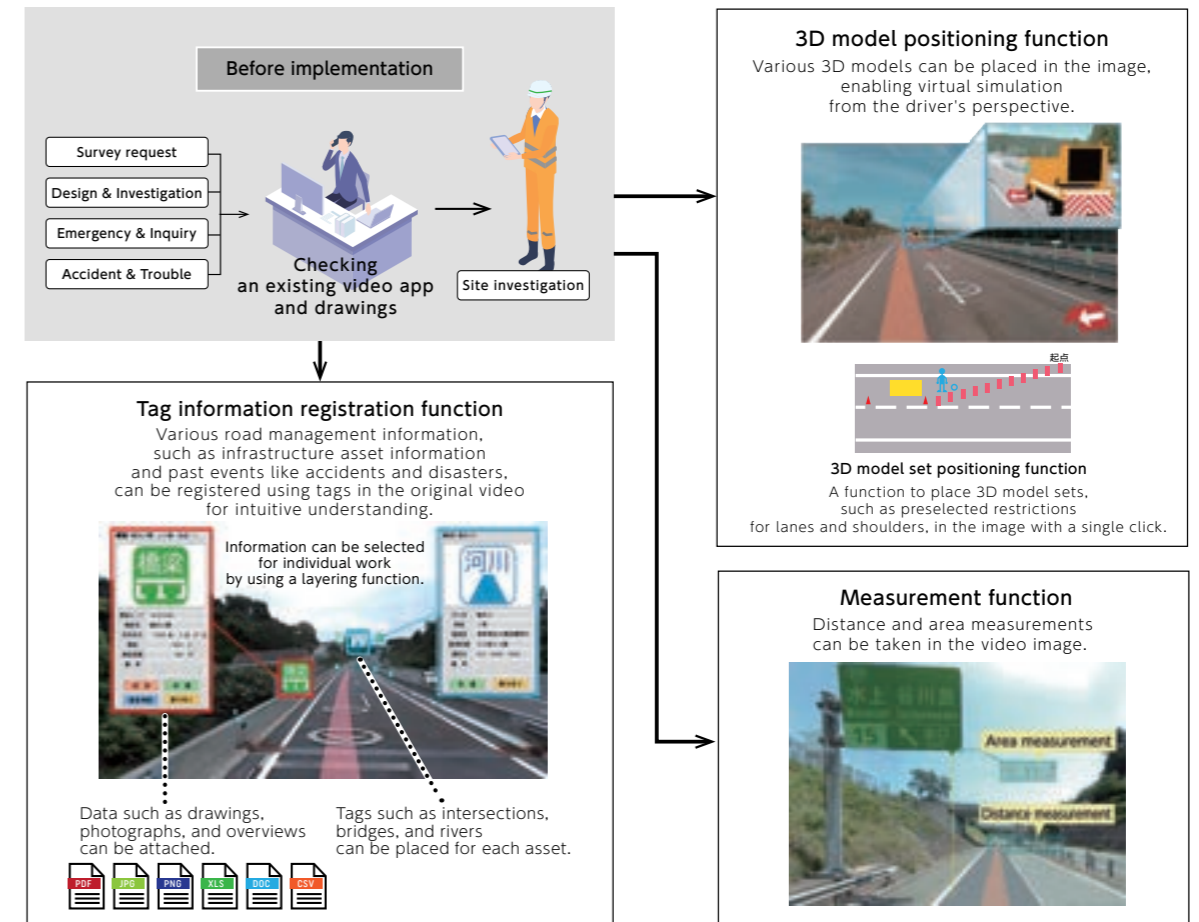 Before implementation
Survey request
Design & Investigation
Emergency & Inquiry
Accident & Trouble
Checking
an existing video app
and drawings
Site investigation
3D model positioning function
Various 3D models can be placed in the image,
enabling virtual simulation
from the driver's perspective.
起点
3D model set positioning function
A function to place 3D model sets,
such as preselected restrictions
for lanes and shoulders, in the image with a single click.
Tag information registration function
Various road management information,
such as infrastructure asset information
and past events like accidents and disasters,
can be registered using tags in the original video
for intuitive understanding.
Information can be selected
for individual work
by using a layering function.
橋梁
河川
橋梁
Data such as drawings,
photographs, and overviews
can be attached.
Tags such as intersections,
bridges, and rivers
can be placed for each asset.
PDF
JPG
PNG
XLS
DOC
CSV
Measurement function
Distance and area measurements
can be taken in the video image.
水上
15
Area measurement
Distance measurement